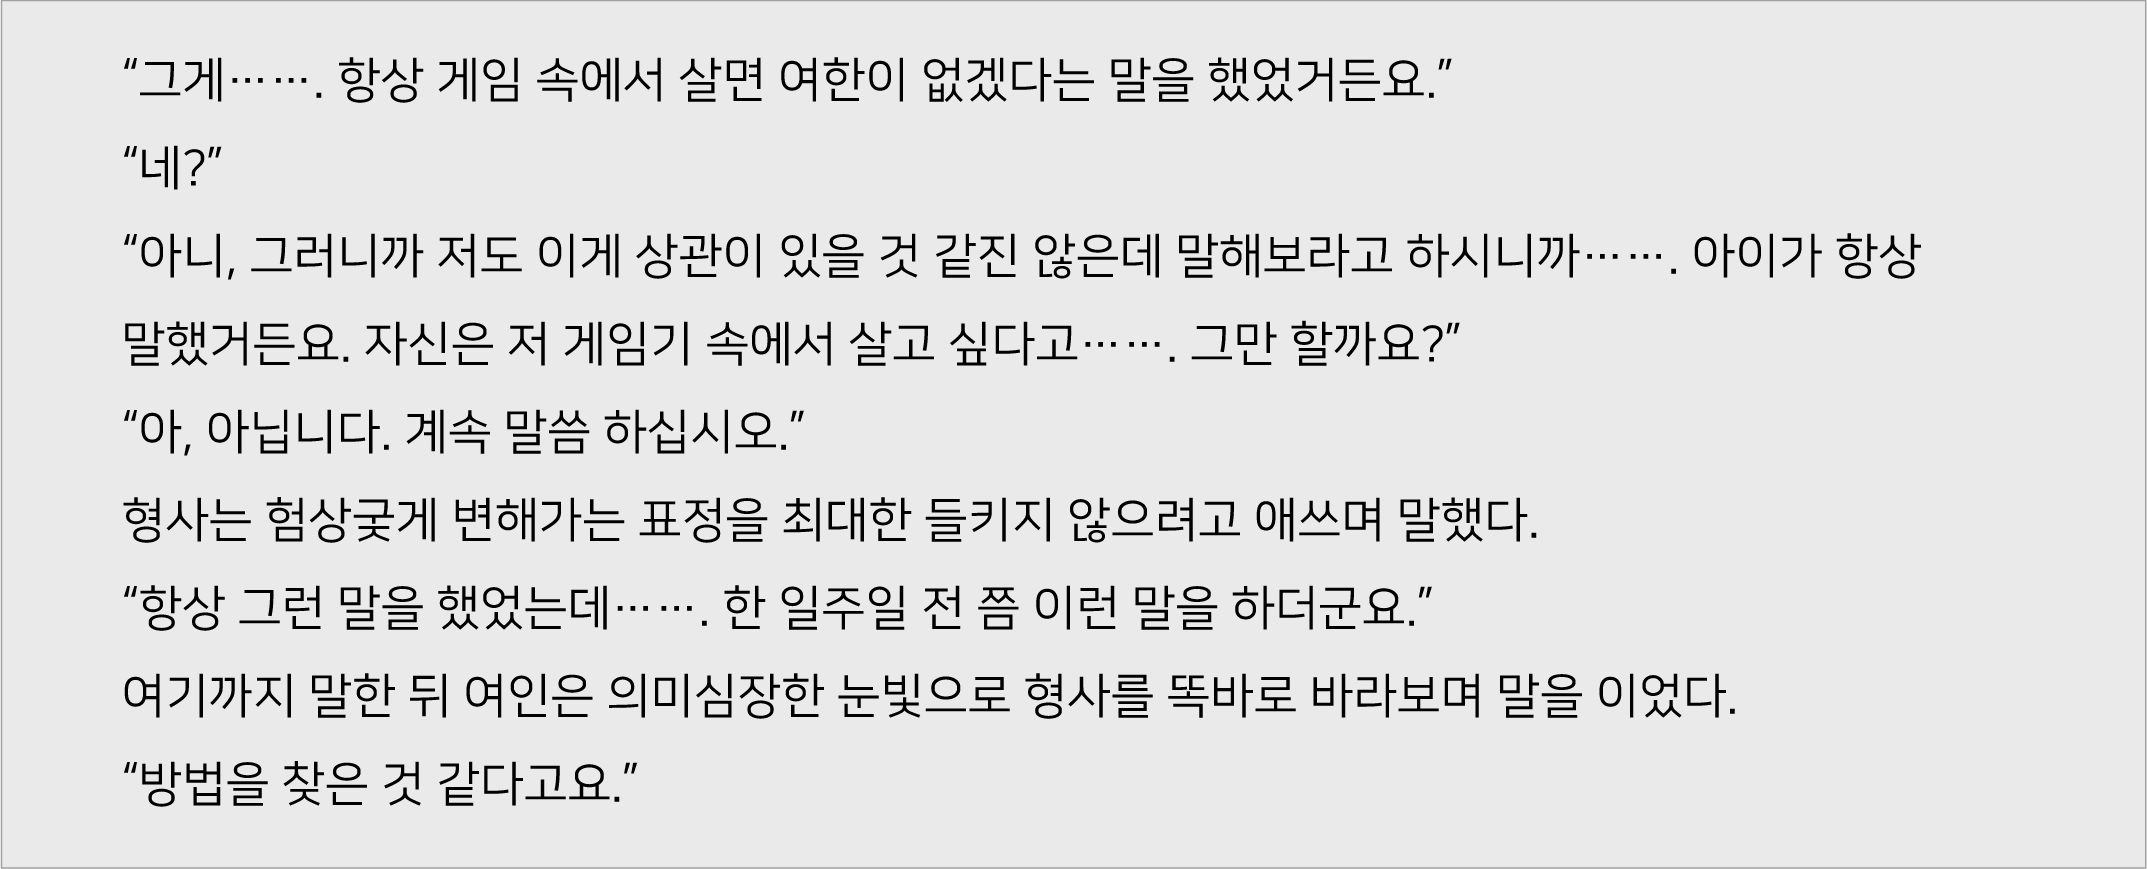 “그게……. 항상 게임 속에서 살면 여한이 없겠다는 말을 했었거든요.”
“네?”
“아니, 그러니까 저도 이게 상관이 있을 것 같진 않은데 말해보라고 하시니까……. 아이가 항상
말했거든요. 자신은 저 게임기 속에서 살고 싶다고……. 그만 할까요?”
“아, 아닙니다. 계속 말씀 하십시오.”
형사는 험상궂게 변해가는 표정을 최대한 들키지 않으려고 애쓰며 말했다.
“항상 그런 말을 했었는데……. 한 일주일 전 쯤 이런 말을 하더군요.”
여기까지 말한 뒤 여인은 의미심장한 눈빛으로 형사를 똑바로 바라보며 말을 이었다.
“방법을 찾은 것 같다고요.”